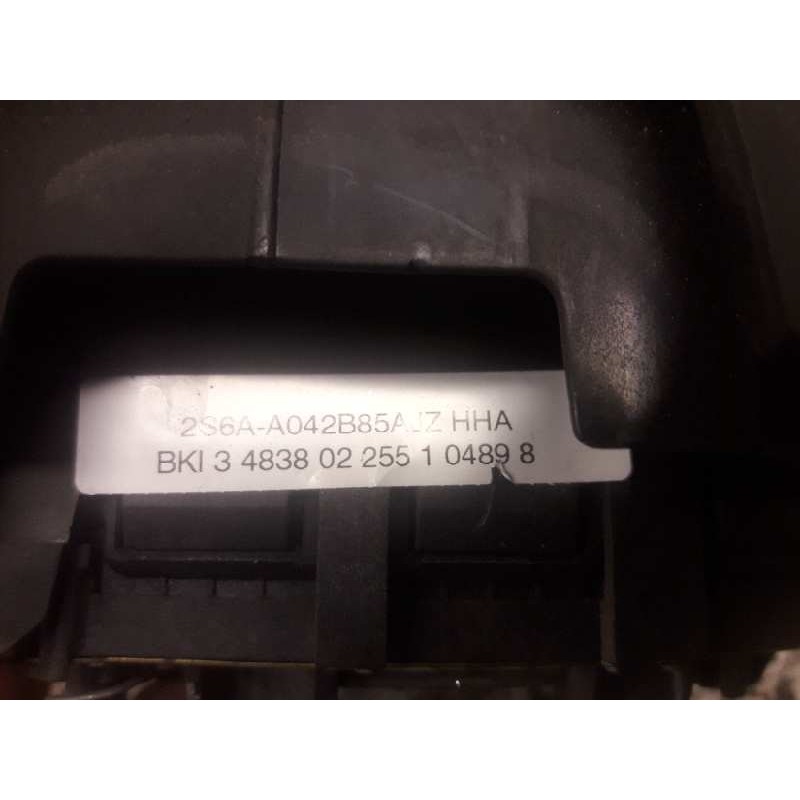 2S6A-A042B85AJZ HHA
BKI 3 4838 02 255 1 0489 8